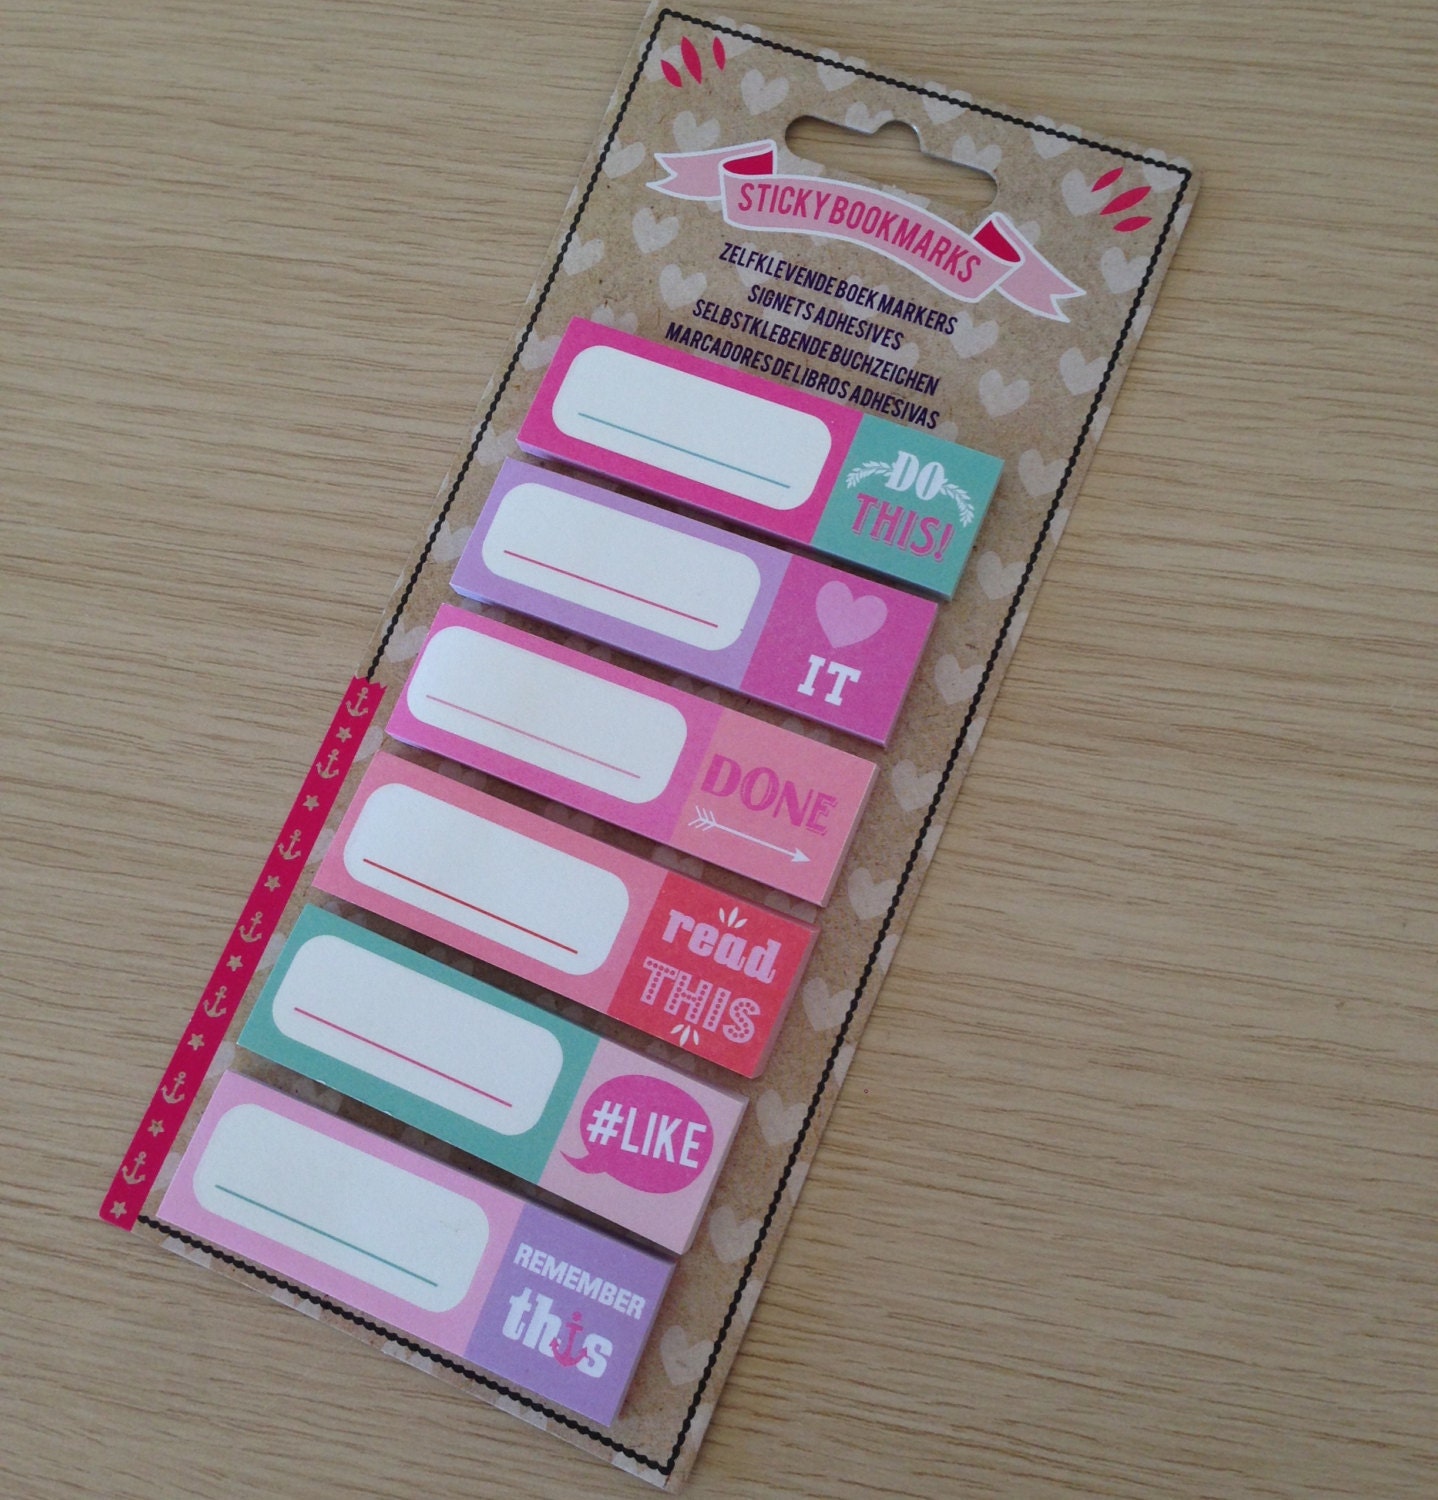 STICKY BOOKMARKS
ZELFKLEVENDE BOEK MARKERS
SIGNETS ADHESIVES
SELBSTKLEBENDE BUCHZEICHEN
MARCADORES DE LIBROS ADHESIVAS
DO
THIS!
IT
DONE
read
THIS
#LIKE
REMEMBER
this